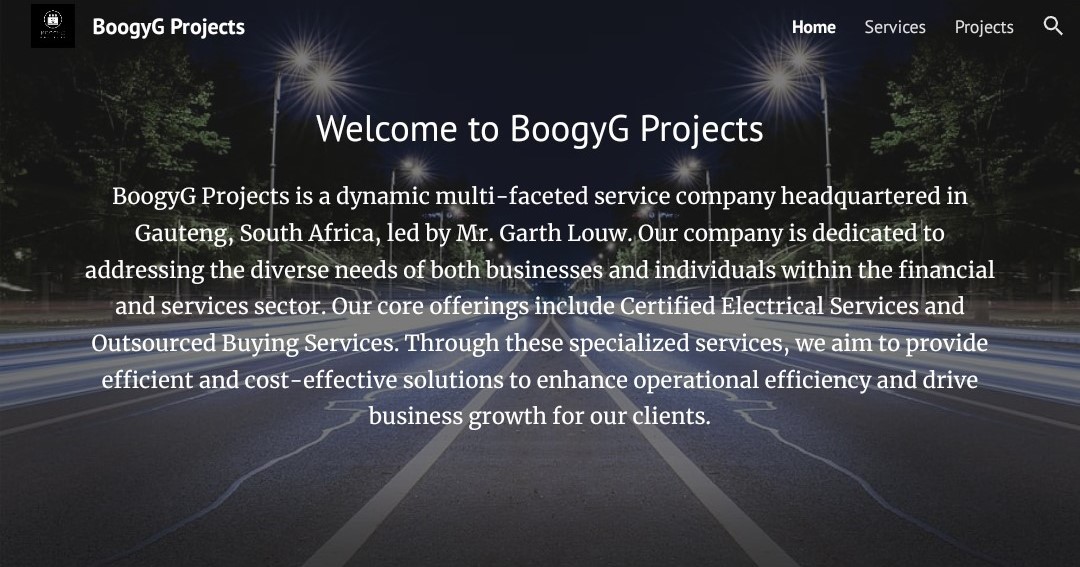 BoogyG Projects
Home
Services
Projects
Welcome to BoogyG Projects
BoogyG Projects is a dynamic multi-faceted service company headquartered in
Gauteng, South Africa, led by Mr. Garth Louw. Our company is dedicated to
addressing the diverse needs of both businesses and individuals within the financial
and services sector. Our core offerings include Certified Electrical Services and
Outsourced Buying Services. Through these specialized services, we aim to provide
efficient and cost-effective solutions to enhance operational efficiency and drive
business growth for our clients.